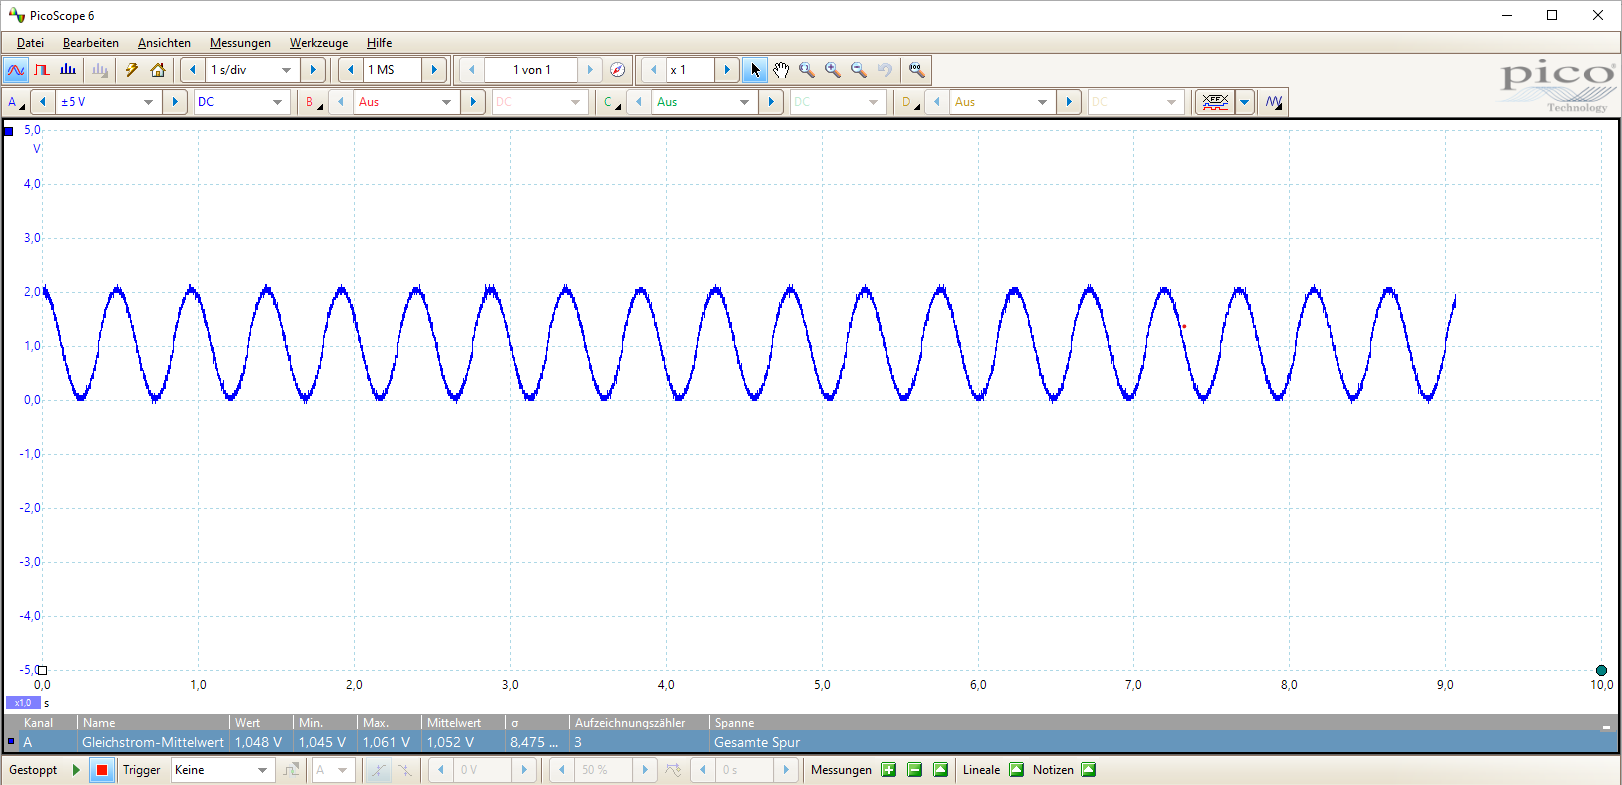 PicoScope 6
Datei Bearbeiten Ansichten Messungen Werkzeuge Hilfe
1 s/div 1 MS 1 von 1 x 1
pico
Technology
A ±5 V DC B Aus DC C Aus DC D Aus DC
5,0
V
4,0
3,0
2,0
1,0
0,0
-1,0
-2,0
-3,0
-4,0
-5,0
0,0 1,0 2,0 3,0 4,0 5,0 6,0 7,0 8,0 9,0 10,0
x1,0 s
Kanal Name Wert Min. Max. Mittelwert σ Aufzeichnungszähler Spanne
A Gleichstrom-Mittelwert 1,048 V 1,045 V 1,061 V 1,052 V 8,475 ... 3 Gesamte Spur
Gestoppt Trigger Keine A 0 V 50 % 0 s Messungen Lineale Notizen